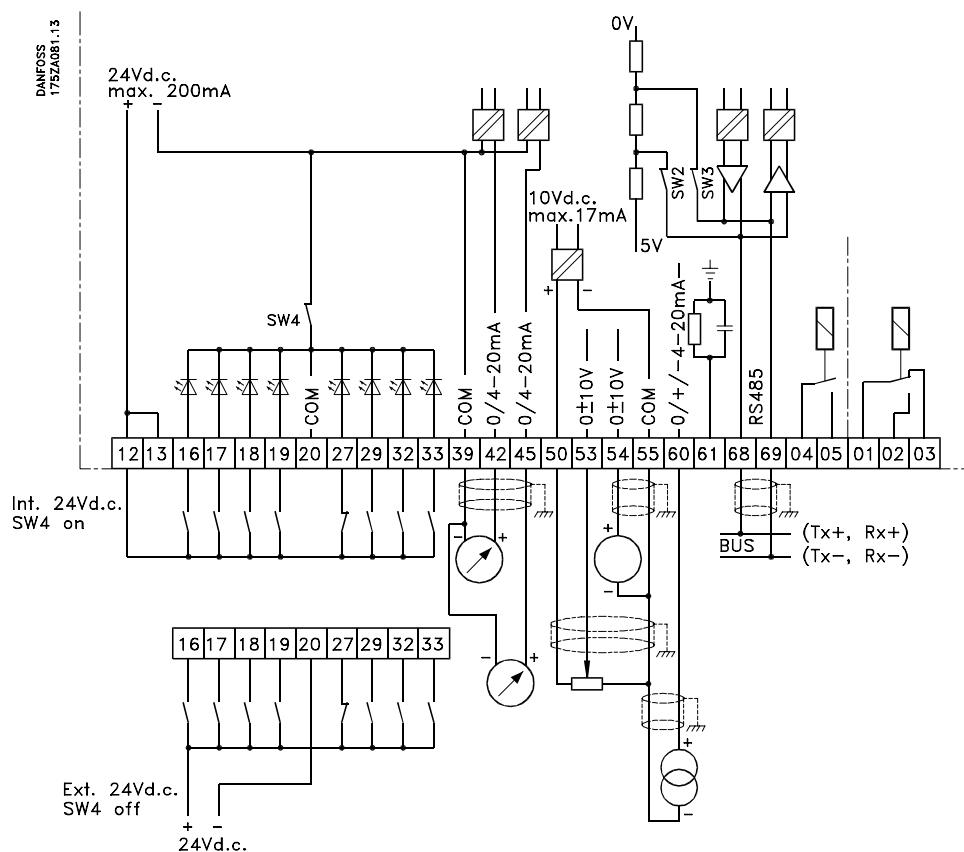 DANFOSS
175ZA081.13
24Vd.c.
max. 200mA
+ −
0V
5V
SW2
SW3
10Vd.c.
max.17mA
+ −
SW4
COM
COM
0/4−20mA
0/4−20mA
0±10V
0±10V
COM
0/+/−4−20mA
RS485
12 13 16 17 18 19 20 27 29 32 33 39 42 45 50 53 54 55 60 61 68 69 04 05 01 02 03
Int. 24Vd.c.
SW4 on
− +
+
−
BUS
(Tx+, Rx+)
(Tx−, Rx−)
16 17 18 19 20 27 29 32 33
− +
+
−
Ext. 24Vd.c.
SW4 off
+ −
24Vd.c.